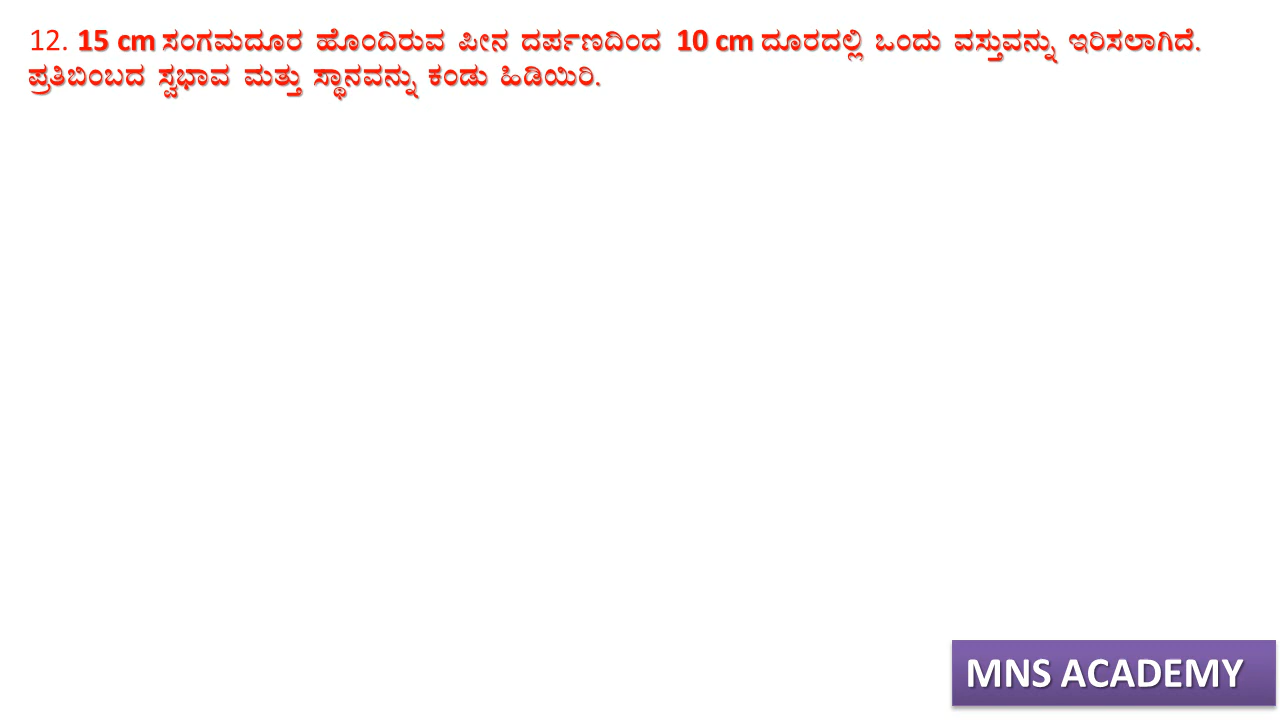 12. 15 cm ಸಂಗಮದೂರ ಹೊಂದಿರುವ ಪೀನ ದರ್ಪಣದಿಂದ 10 cm ದೂರದಲ್ಲಿ ಒಂದು ವಸ್ತುವನ್ನು ಇರಿಸಲಾಗಿದೆ.
ಪ್ರತಿಬಿಂಬದ ಸ್ವಭಾವ ಮತ್ತು ಸ್ಥಾನವನ್ನು ಕಂಡು ಹಿಡಿಯಿರಿ.
MNS ACADEMY